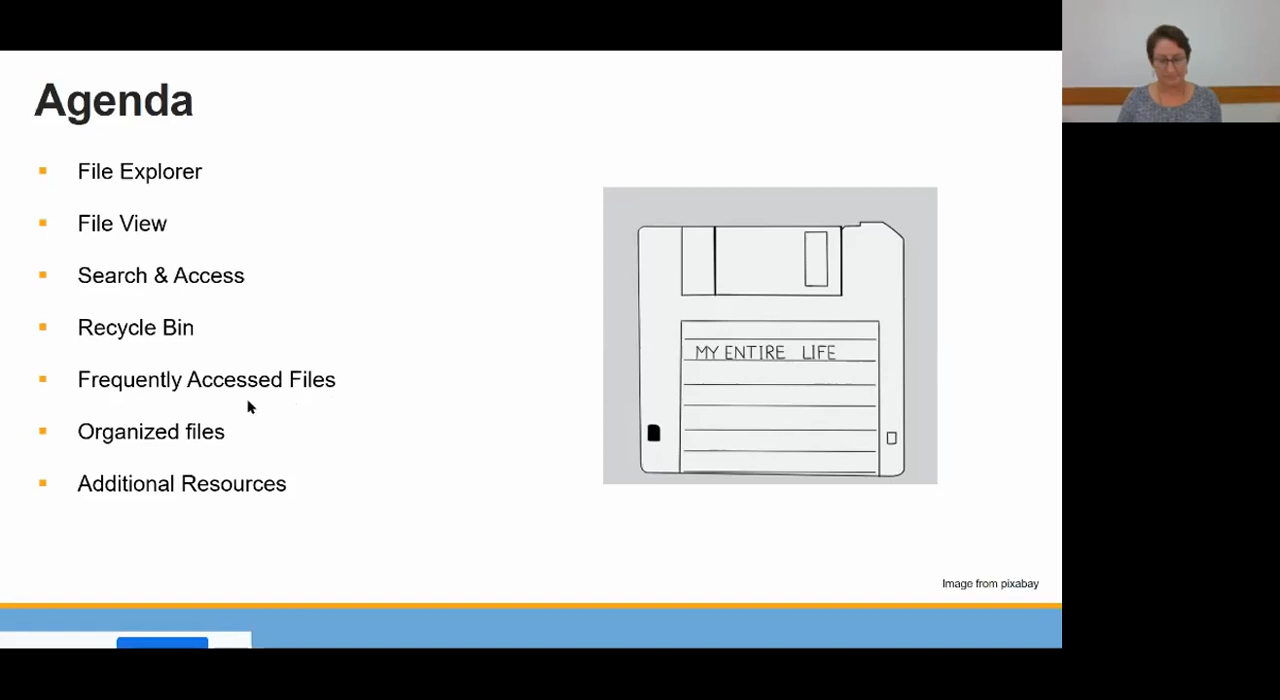 Agenda
File Explorer
File View
Search & Access
Recycle Bin
Frequently Accessed Files
Organized files
Additional Resources
MY ENTIRE LIFE
Image from pixabay